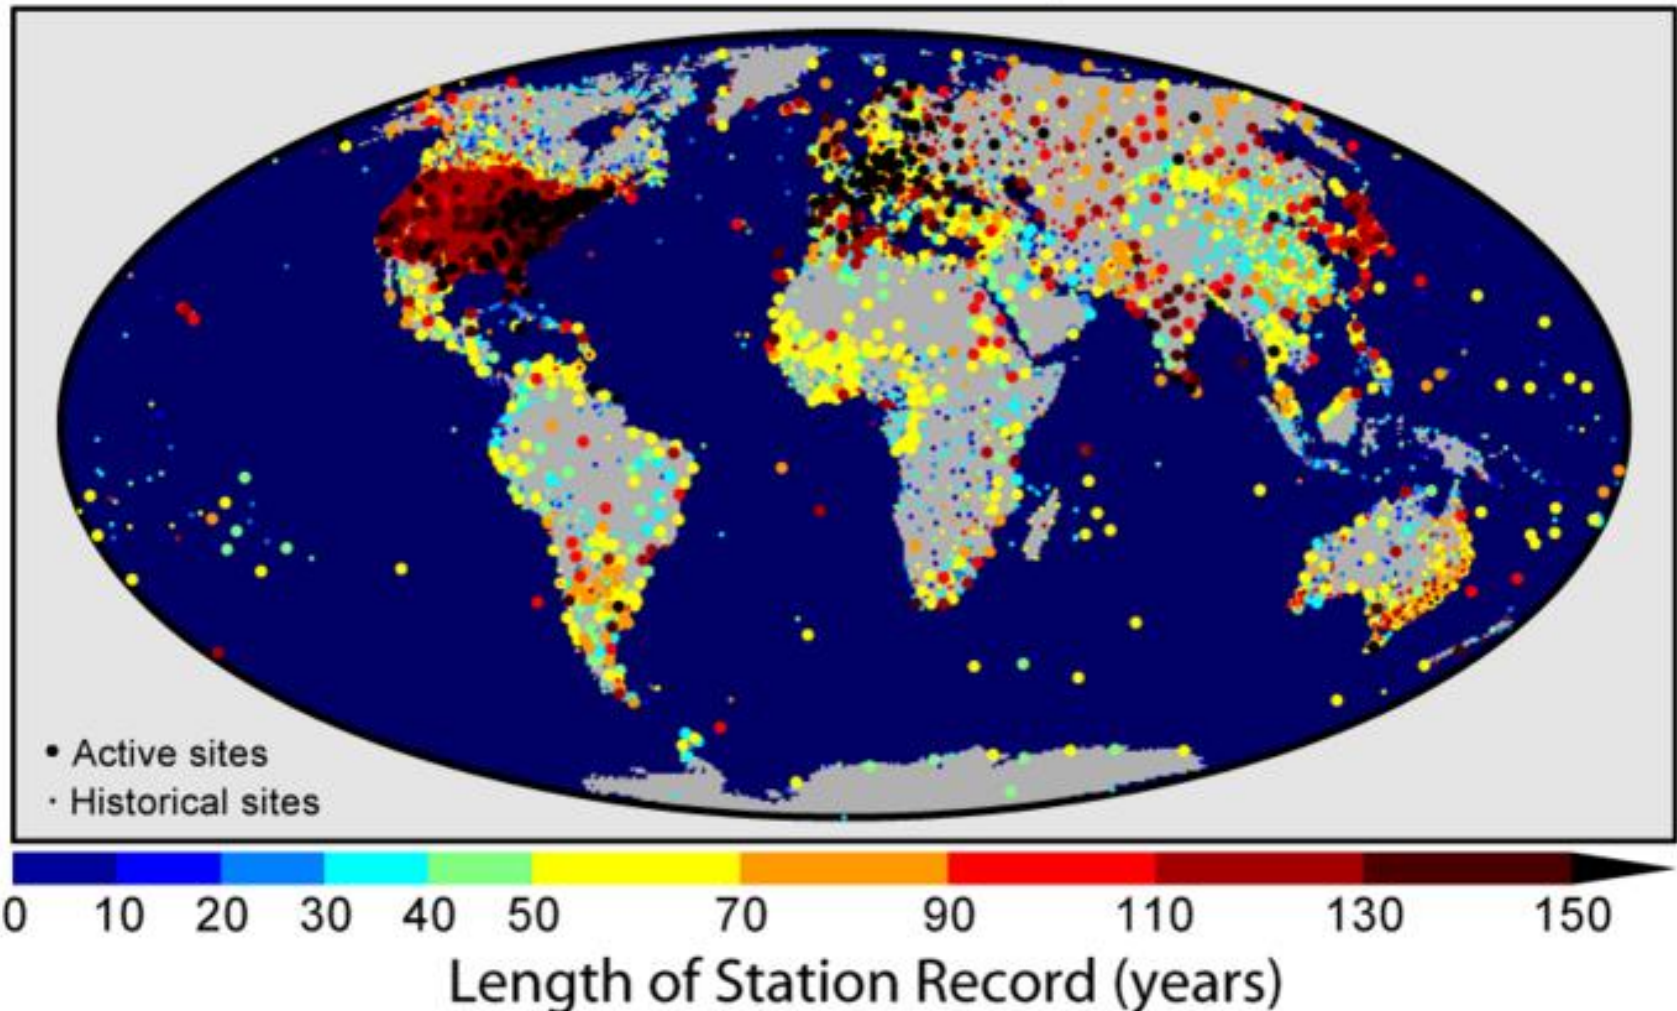 • Active sites
· Historical sites
0 10 20 30 40 50 70 90 110 130 150
Length of Station Record (years)